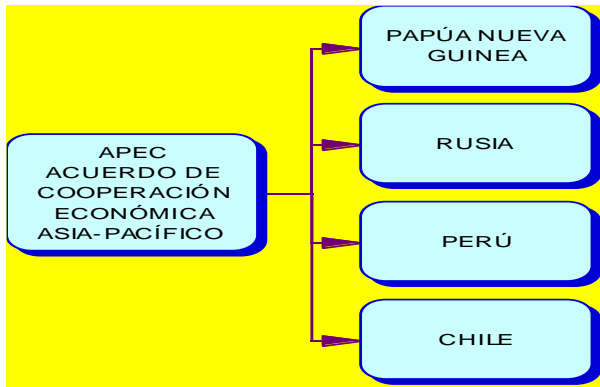 APEC
ACUERDO DE
COOPERACIÓN
ECONÓMICA
ASIA-PACÍFICO
PAPÚA NUEVA
GUINEA
RUSIA
PERÚ
CHILE